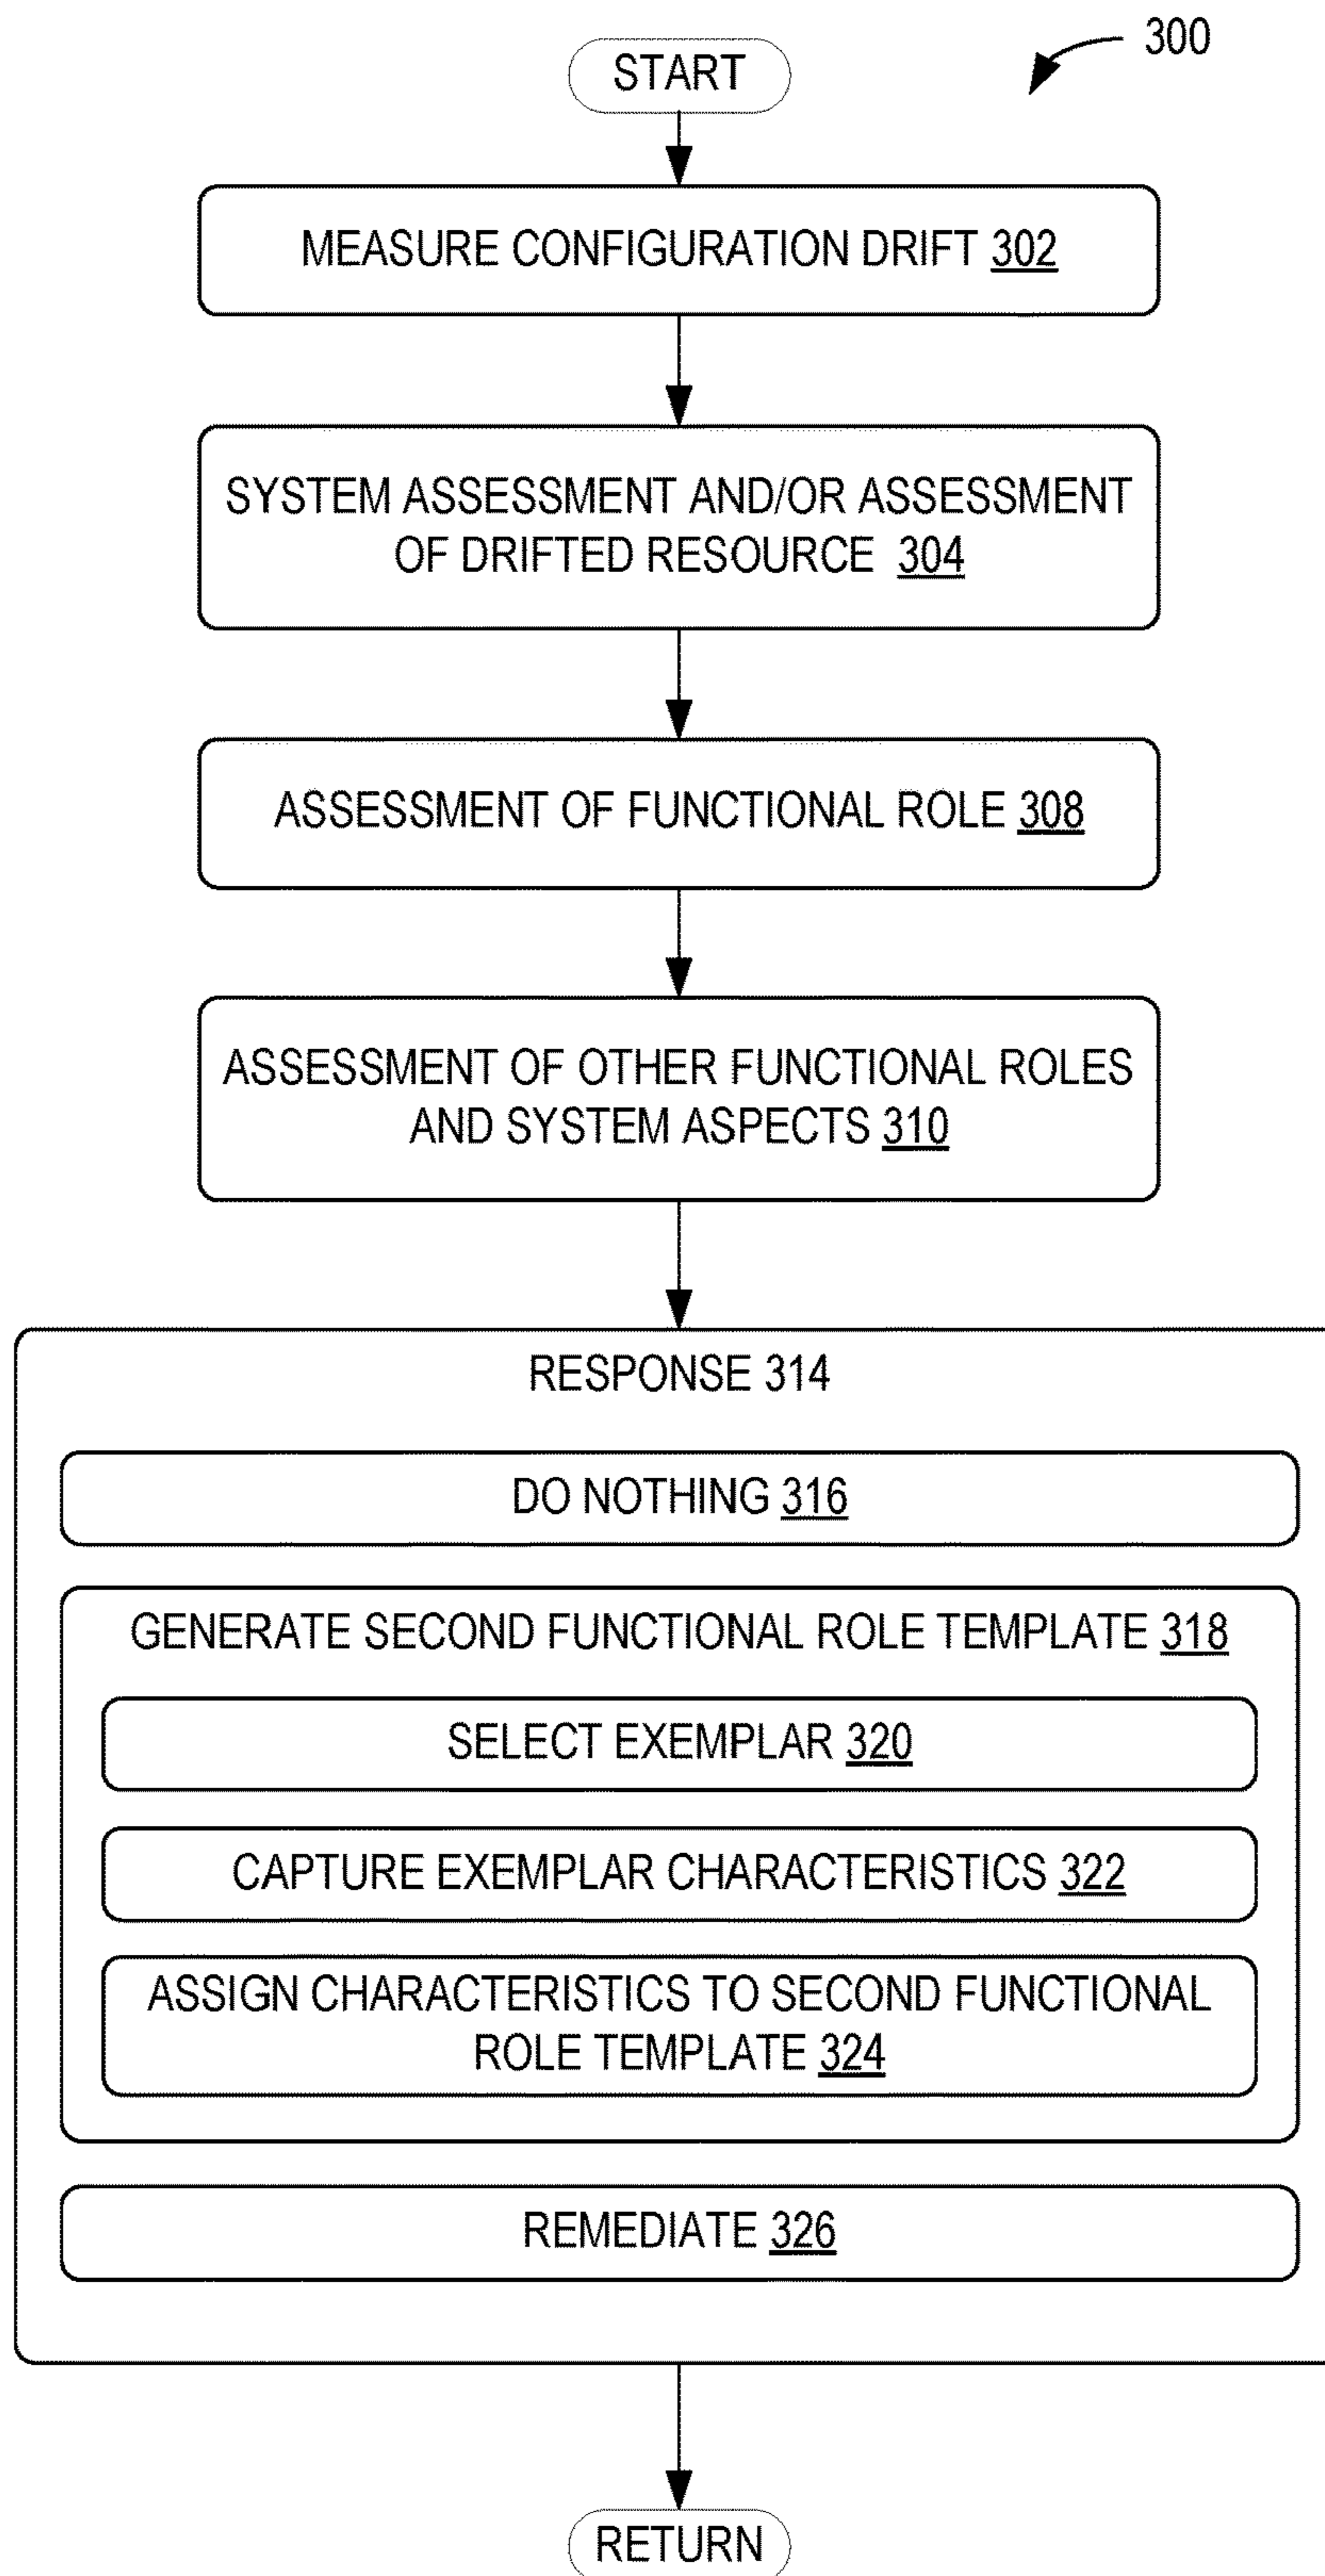 300
START
MEASURE CONFIGURATION DRIFT 302
SYSTEM ASSESSMENT AND/OR ASSESSMENT
OF DRIFTED RESOURCE 304
ASSESSMENT OF FUNCTIONAL ROLE 308
ASSESSMENT OF OTHER FUNCTIONAL ROLES
AND SYSTEM ASPECTS 310
RESPONSE 314
DO NOTHING 316
GENERATE SECOND FUNCTIONAL ROLE TEMPLATE 318
SELECT EXEMPLAR 320
CAPTURE EXEMPLAR CHARACTERISTICS 322
ASSIGN CHARACTERISTICS TO SECOND FUNCTIONAL
ROLE TEMPLATE 324
REMEDIATE 326
RETURN